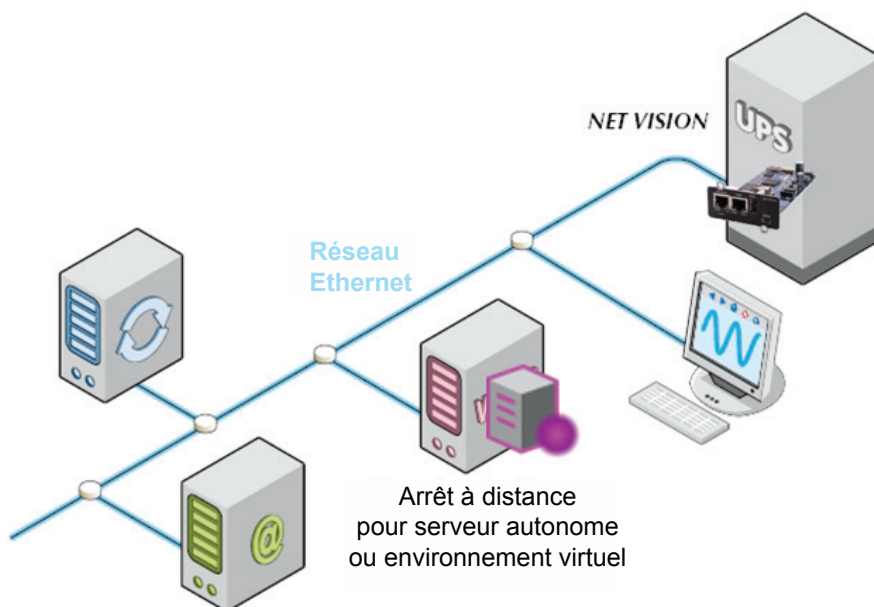 NET VISION
UPS
Réseau
Ethernet
@
Arrêt à distance
pour serveur autonome
ou environnement virtuel